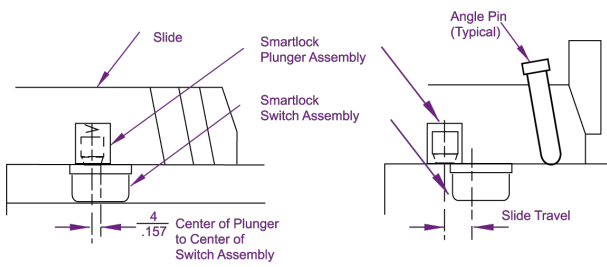 Slide
Smartlock
Plunger Assembly
Smartlock
Switch Assembly
4
.157
Center of Plunger
to Center of
Switch Assembly
Angle Pin
(Typical)
Slide Travel